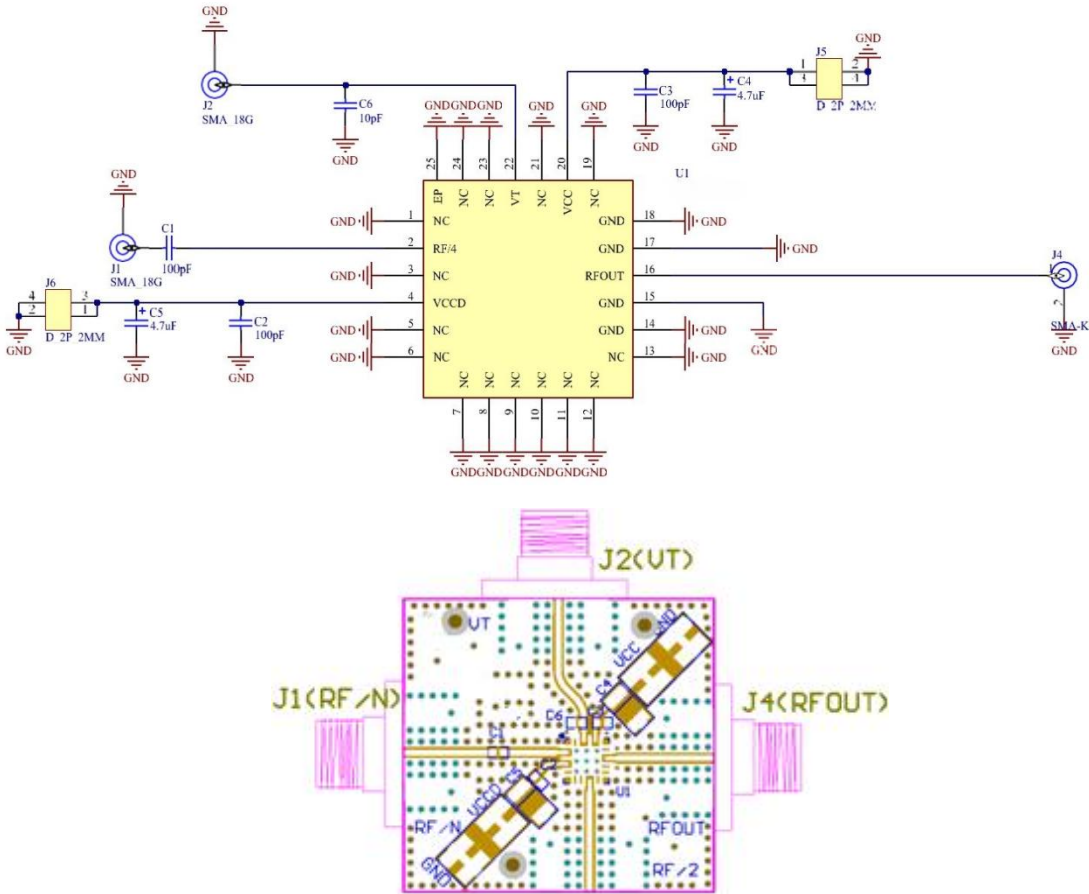 GND
J2
SMA_18G
C6
10pF
GND
GND GND GND
GND
GND
25 24 23 22 21 20 19
EP NC NC VT NC VCC NC
C3
100pF
GND
C4
4.7uF
GND
J5
1 2
D_2P_2MM
GND
U1
GND
J1
SMA_18G
C1
100pF
J6
4 3
2 1
D_2P_2MM
GND
C5
4.7uF
GND
C2
100pF
GND
GND 1 NC
2 RF/4
GND 3 NC
4 VCCD
GND 5 NC
GND 6 NC
GND 18 GND
GND 17 GND
RFOUT 16
GND 15 GND
GND 14 GND
NC 13 GND
J4
1
2
SMA-K
GND
NC NC NC NC NC NC
7 8 9 10 11 12
GND GND GND GND GND GND
J2(VT)
VT
GND
VCC
C4
C6
J1(RF/N)
J4(RFOUT)
C1
C2
C5
VCCD
U1
RF/N
GND
RFOUT
RF/2